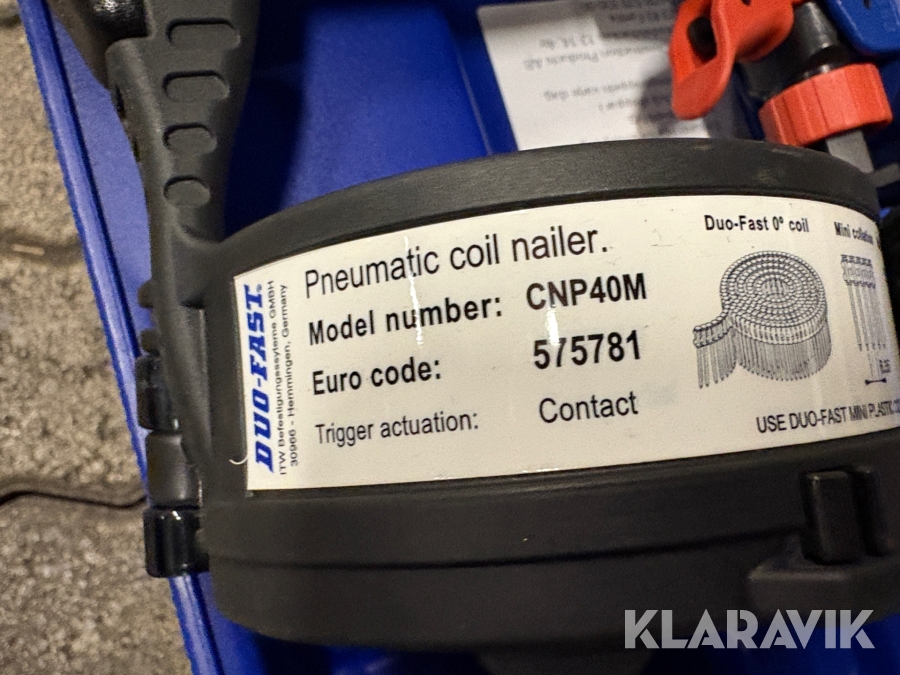 Pneumatic coil nailer.
Model number: CNP40M
Euro code: 575781
Trigger actuation: Contact
DUO-FAST®
ITW Befestigungssysteme GMBH
30966 - Hemmingen, Germany
Duo-Fast 0° coil
Mini
USE DUO-FAST MINI PLASTIC
KLARAVIK